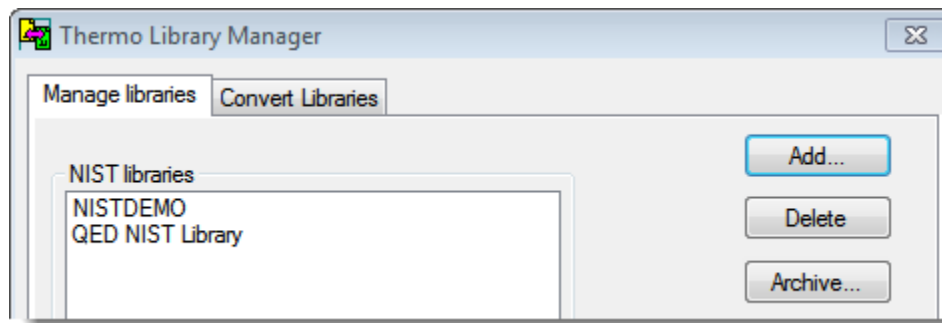 Thermo Library Manager
Manage libraries Convert Libraries
Add...
NIST libraries
NISTDEMO
Delete
QED NIST Library
Archive...